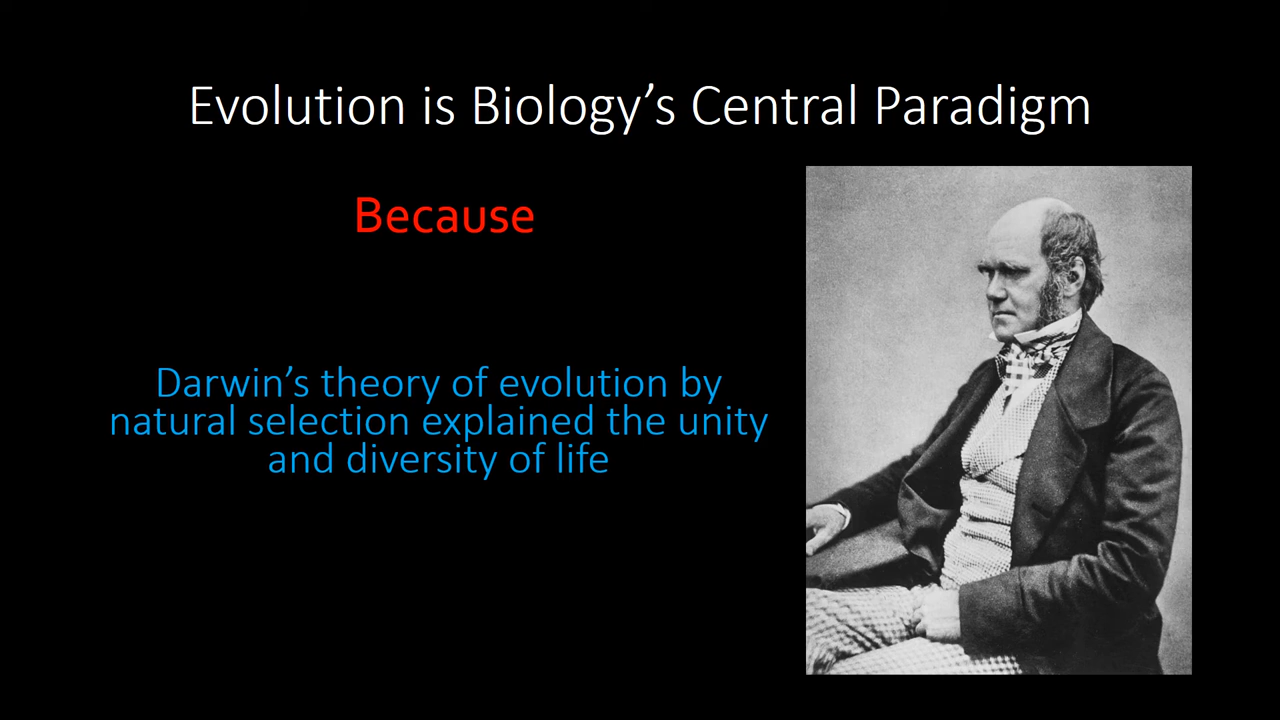 Evolution is Biology’s Central Paradigm
Because
Darwin’s theory of evolution by
natural selection explained the unity
and diversity of life